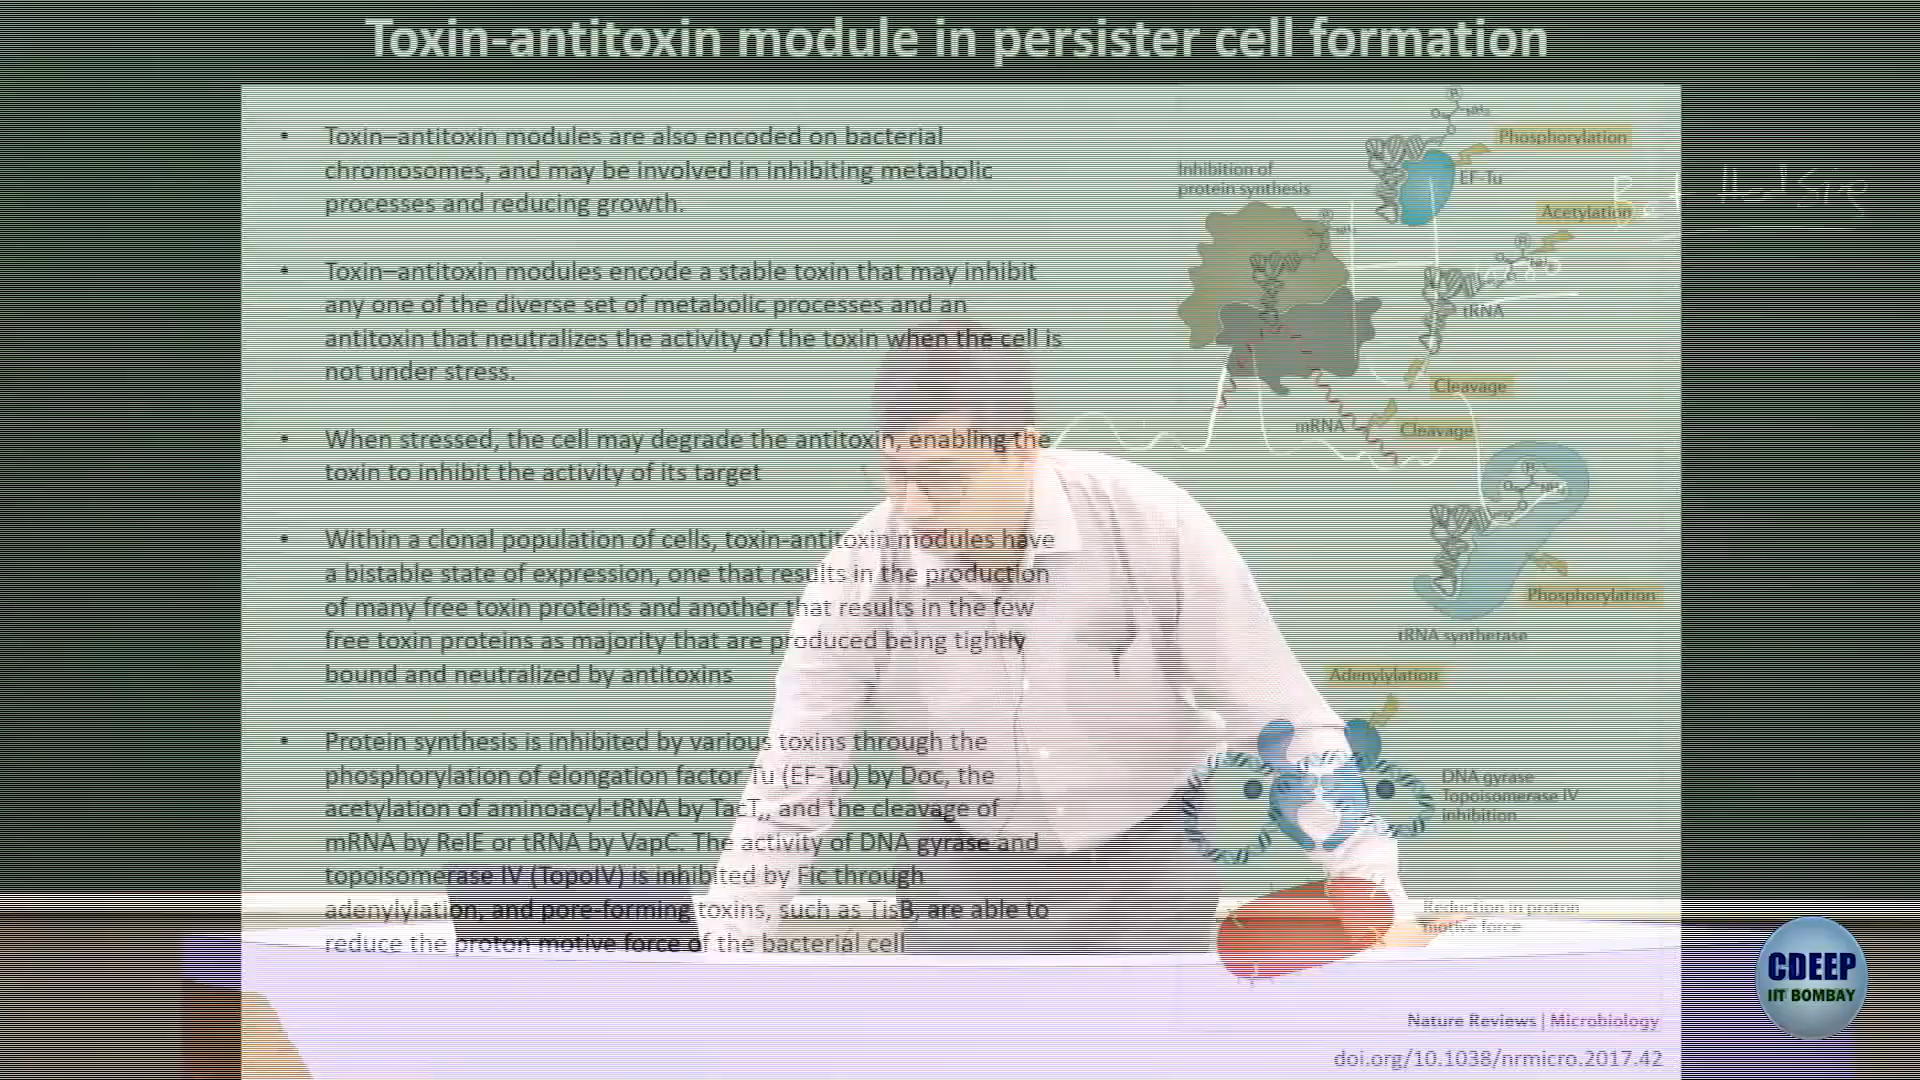 Toxin-antitoxin module in persister cell formation
• Toxin–antitoxin modules are also encoded on bacterial
chromosomes, and may be involved in inhibiting metabolic
processes and reducing growth.
• Toxin–antitoxin modules encode a stable toxin that may inhibit
any one of the diverse set of metabolic processes and an
antitoxin that neutralizes the activity of the toxin when the cell is
not under stress.
• When stressed, the cell may degrade the antitoxin, enabling the
toxin to inhibit the activity of its target
• Within a clonal population of cells, toxin-antitoxin modules have
a bistable state of expression, one that results in the production
of many free toxin proteins and another that results in the few
free toxin proteins as majority that are produced being tightly
bound and neutralized by antitoxins
• Protein synthesis is inhibited by various toxins through the
phosphorylation of elongation factor Tu (EF-Tu) by Doc, the
acetylation of aminoacyl-tRNA by TacT,, and the cleavage of
mRNA by RelE or tRNA by VapC. The activity of DNA gyrase and
topoisomerase IV (TopoIV) is inhibited by Fic through
adenylylation, and pore-forming toxins, such as TisB, are able to
reduce the proton motive force of the bacterial cell
Inhibition of
protein synthesis
R
NH₂
O
Phosphorylation
EF-Tu
Acetylation
Bet Hedging
tRNA
Cleavage
mRNA
Cleavage
R
NH₂
Phosphorylation
tRNA synthetase
Adenylylation
DNA gyrase
Topoisomerase IV
inhibition
Reduction in proton
motive force
Nature Reviews | Microbiology
doi.org/10.1038/nrmicro.2017.42
CDEEP
IIT BOMBAY